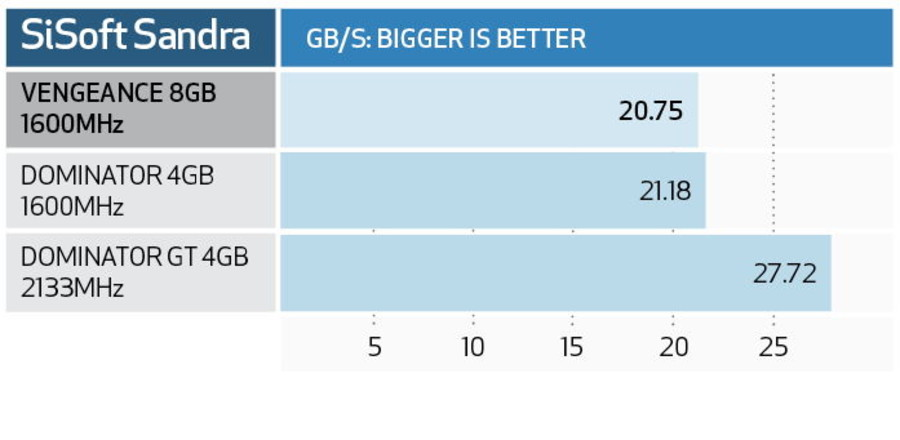 SiSoft Sandra
GB/S: BIGGER IS BETTER
VENGEANCE 8GB
1600MHz
20.75
DOMINATOR 4GB
1600MHz
21.18
DOMINATOR GT 4GB
2133MHz
27.72
5 10 15 20 25